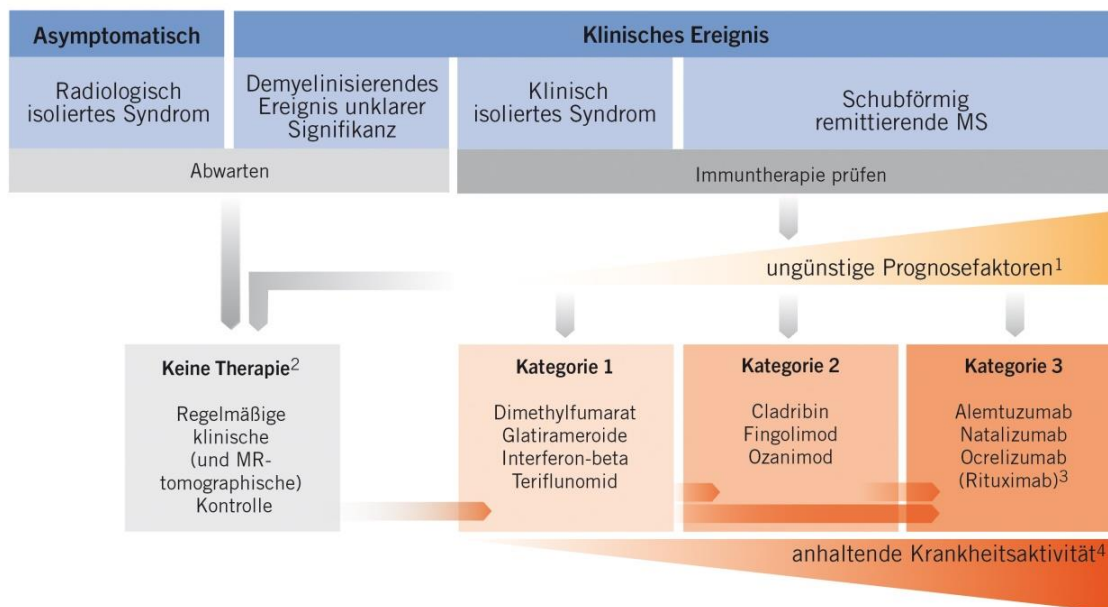 Asymptomatisch
Klinisches Ereignis
Radiologisch
isoliertes Syndrom
Demyelinisierendes
Ereignis unklarer
Signifikanz
Klinisch
isoliertes Syndrom
Schubförmig
remittierende MS
Abwarten
Immuntherapie prüfen
ungünstige Prognosefaktoren¹
Keine Therapie²
Regelmäßige
klinische
(und MR-
tomographische)
Kontrolle
Kategorie 1
Dimethylfumarat
Glatirameroide
Interferon-beta
Teriflunomid
Kategorie 2
Cladribin
Fingolimod
Ozanimod
Kategorie 3
Alemtuzumab
Natalizumab
Ocrelizumab
(Rituximab)³
anhaltende Krankheitsaktivität⁴